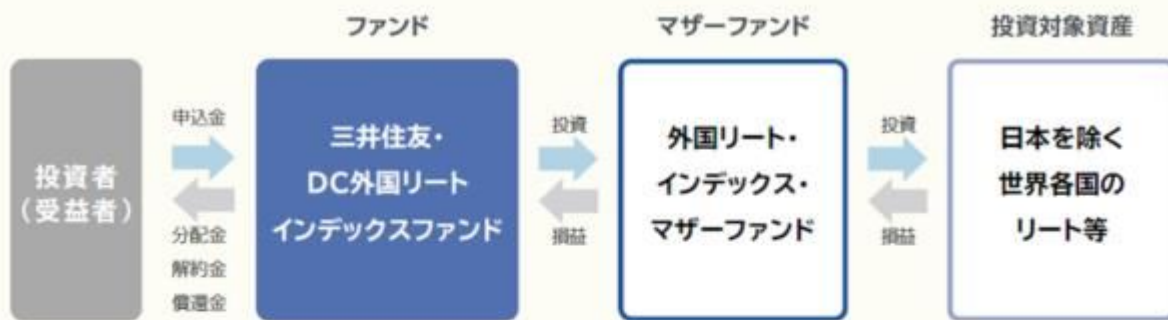 ファンド
マザーファンド
投資対象資産
投資者
（受益者）
申込金
分配金
解約金
償還金
三井住友・
DC外国リート
インデックスファンド
投資
損益
外国リート・
インデックス・
マザーファンド
投資
損益
日本を除く
世界各国の
リート等